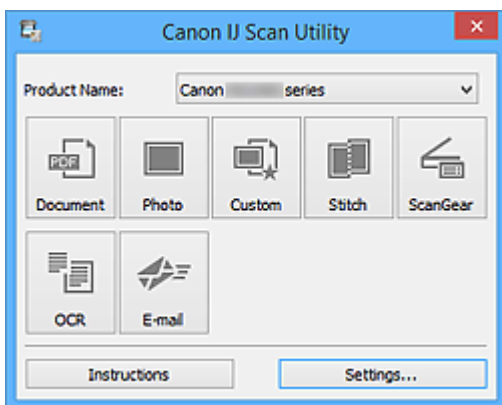 Canon IJ Scan Utility
Product Name: Canon series
Document Photo Custom Stitch ScanGear
PDF
OCR E-mail
Instructions Settings...